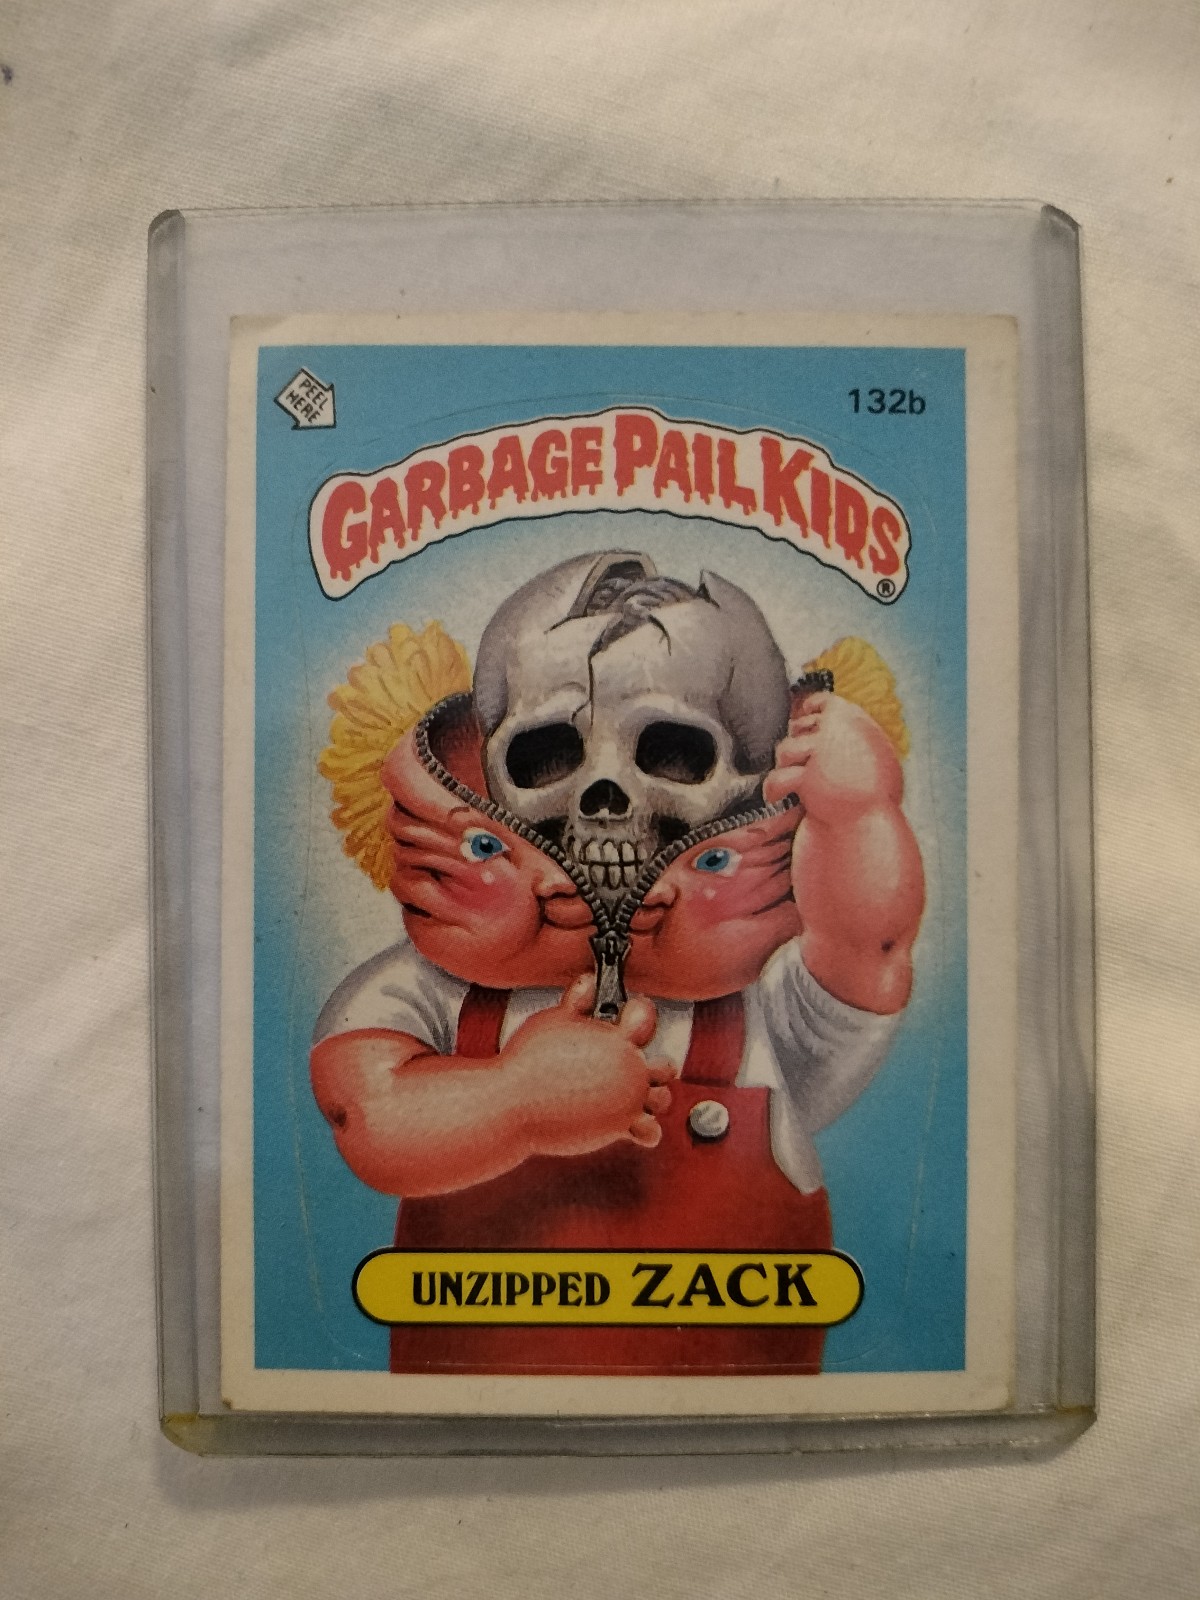 PEEL
HERE
132b
GARBAGE PAIL KIDS
®
UNZIPPED ZACK